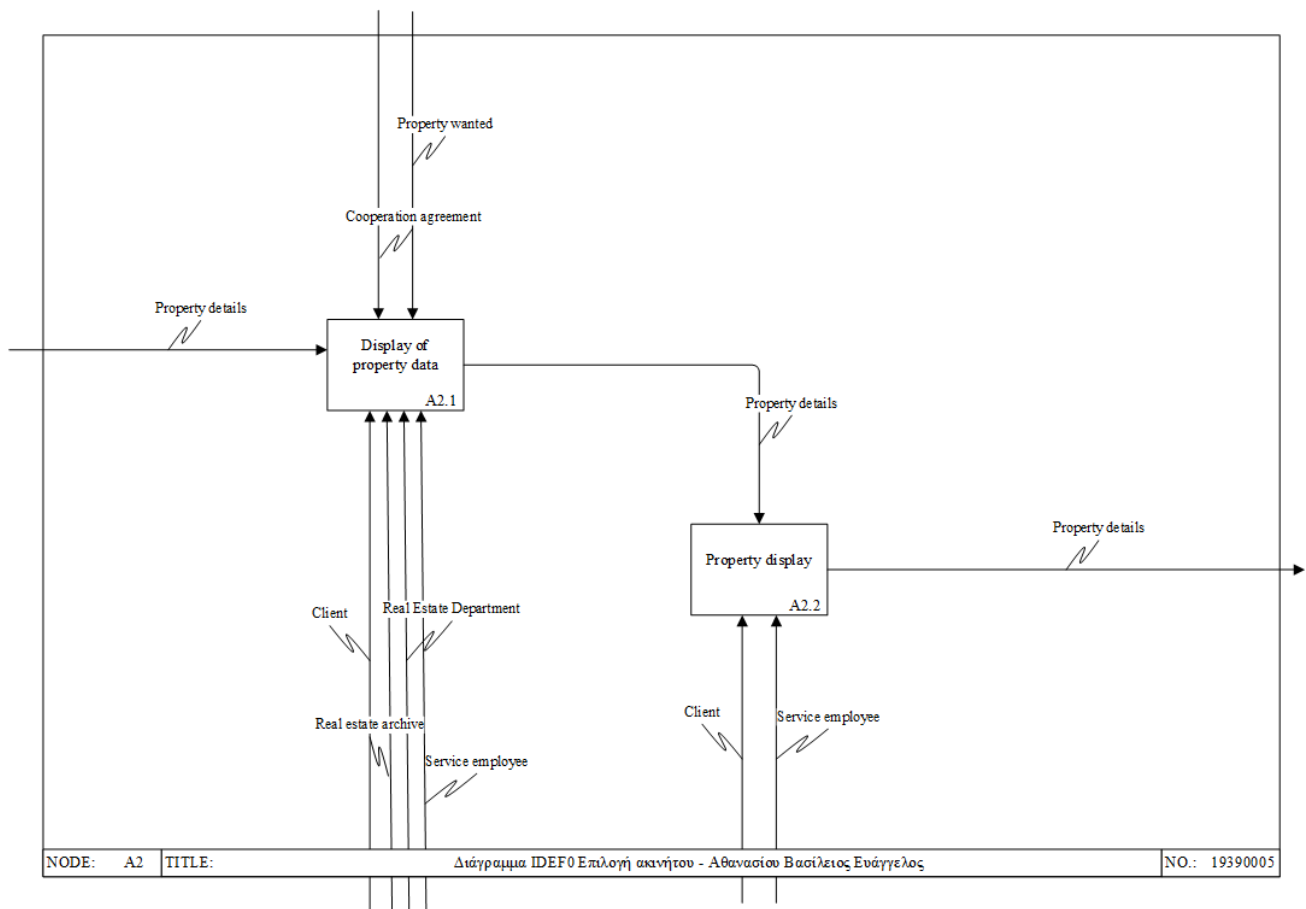 Property wanted
Cooperation agreement
Property details
Display of
property data
A2.1
Property details
Property display
A2.2
Property details
Client
Real Estate Department
Real estate archive
Service employee
Client
Service employee
NODE: A2 TITLE: Διάγραμμα IDEF0 Επιλογή ακινήτου - Αθανασίου Βασίλειος Ευάγγελος NO.: 19390005